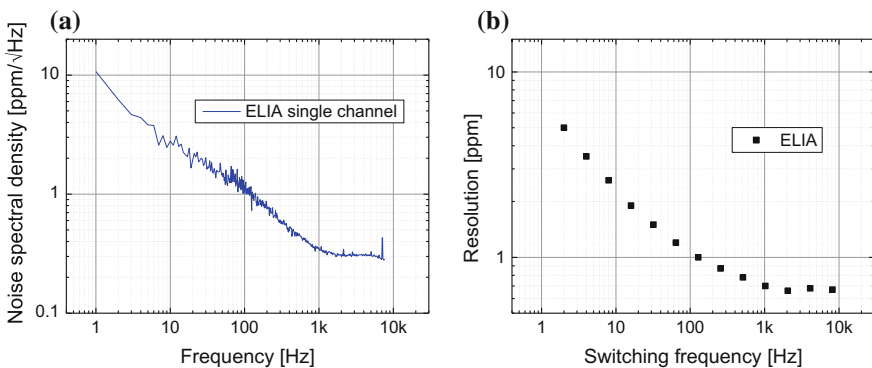 (a)
Noise spectral density [ppm/√Hz]
10
1
0.1
ELIA single channel
1 10 100 1k 10k
Frequency [Hz]
(b)
Resolution [ppm]
10
1
ELIA
1 10 100 1k 10k
Switching frequency [Hz]